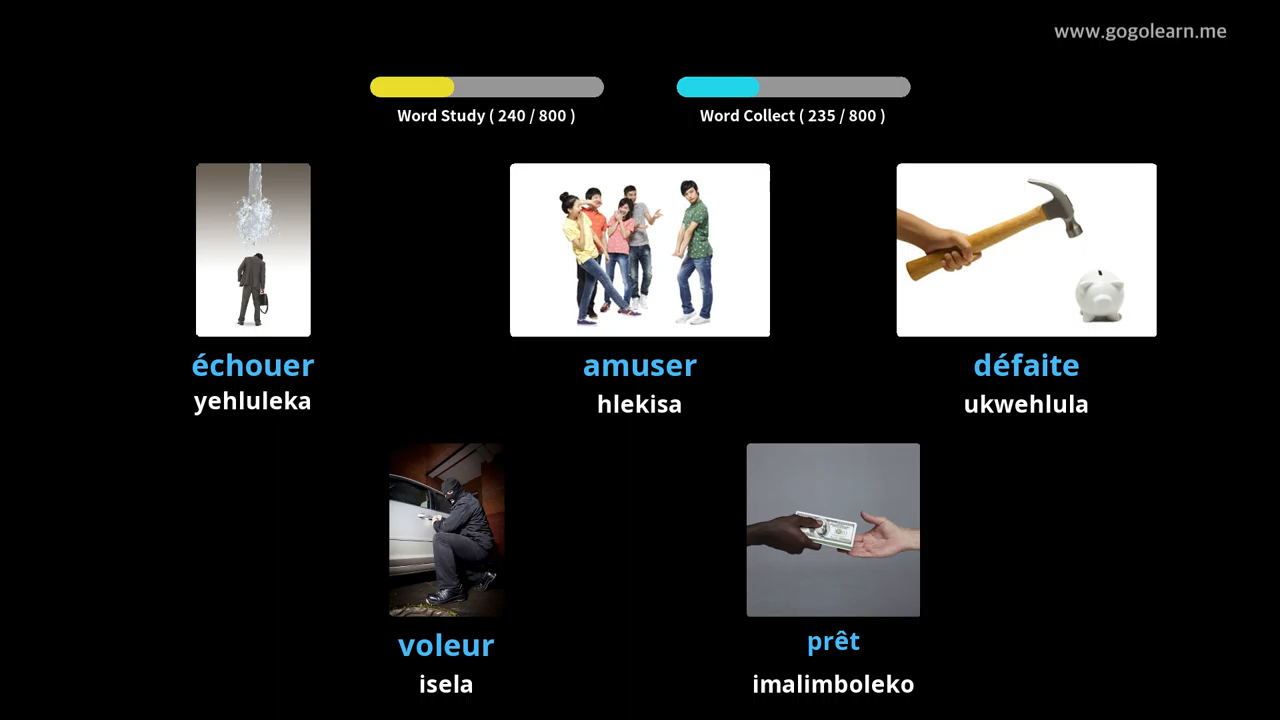 www.gogolearn.me
Word Study ( 240 / 800 )
Word Collect ( 235 / 800 )
échouer
yehluleka
amuser
hlekisa
défaite
ukwehlula
voleur
isela
prêt
imalimboleko